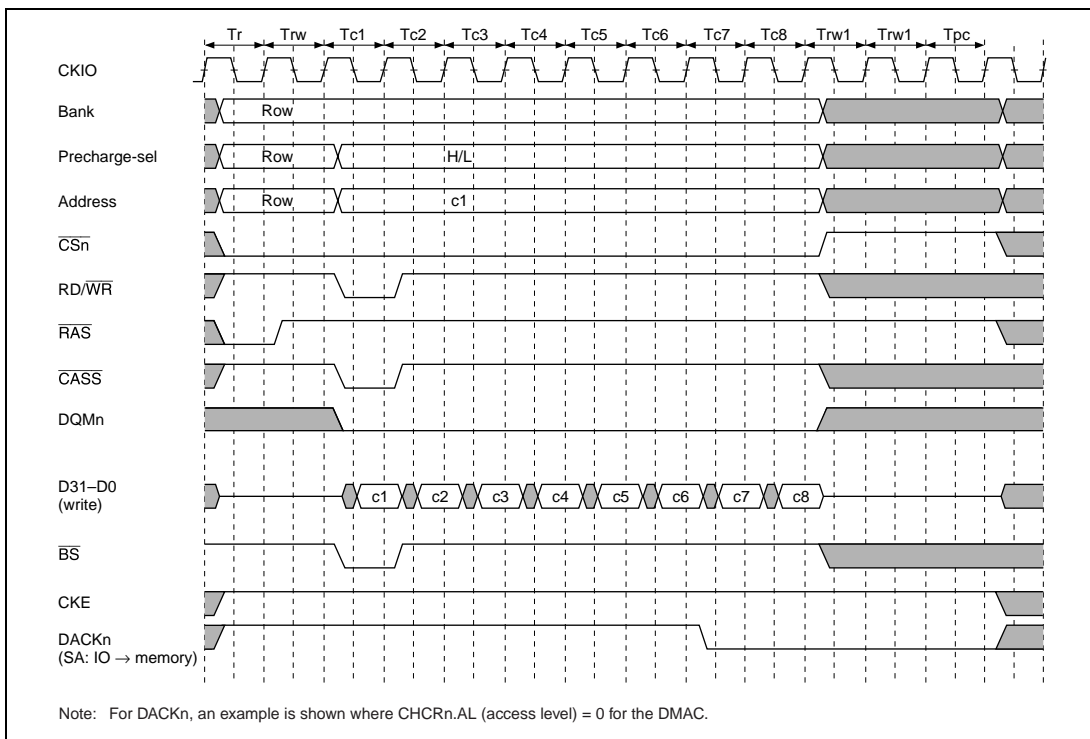 Tr Trw Tc1 Tc2 Tc3 Tc4 Tc5 Tc6 Tc7 Tc8 Trw1 Trw1 Tpc
CKIO
Bank Row
Precharge-sel Row H/L
Address Row c1
CSn
RD/WR
RAS
CASS
DQMn
D31–D0
(write) c1 c2 c3 c4 c5 c6 c7 c8
BS
CKE
DACKn
(SA: IO → memory)
Note: For DACKn, an example is shown where CHCRn.AL (access level) = 0 for the DMAC.